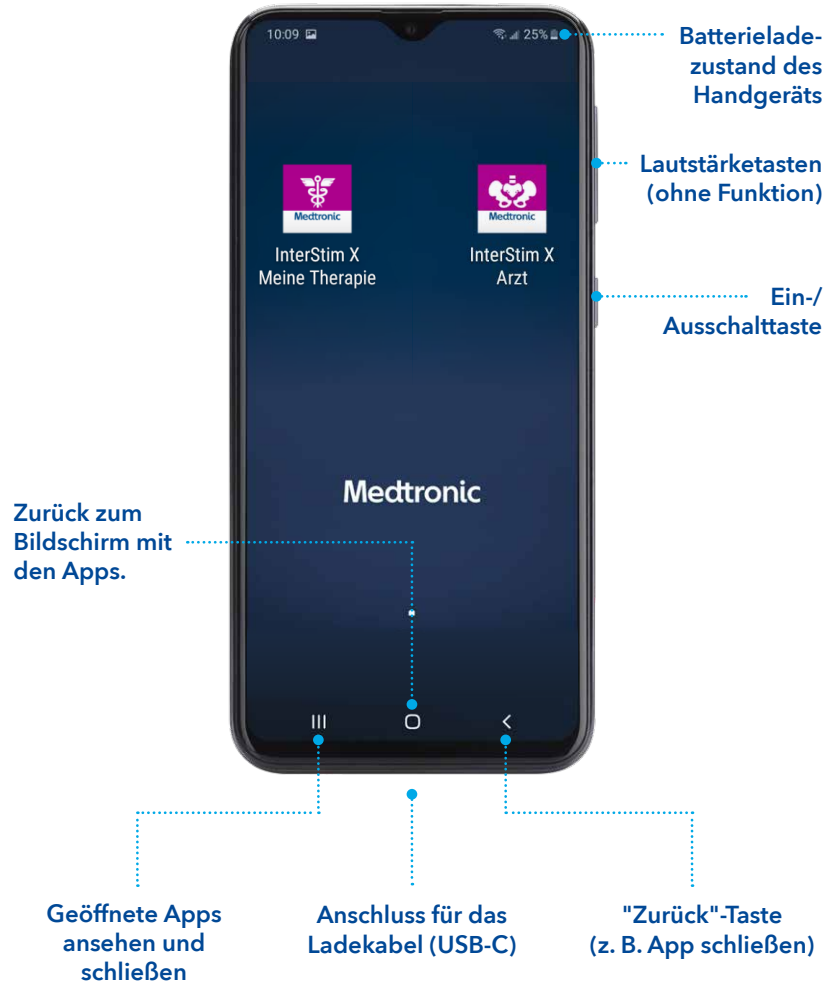 10:09
25%
Batterielade-
zustand des
Handgeräts
Lautstärketasten
(ohne Funktion)
Ein-/
Ausschalttaste
Medtronic
InterStim X
Meine Therapie
Medtronic
InterStim X
Arzt
Medtronic
Zurück zum
Bildschirm mit
den Apps.
Geöffnete Apps
ansehen und
schließen
Anschluss für das
Ladekabel (USB-C)
"Zurück"-Taste
(z. B. App schließen)